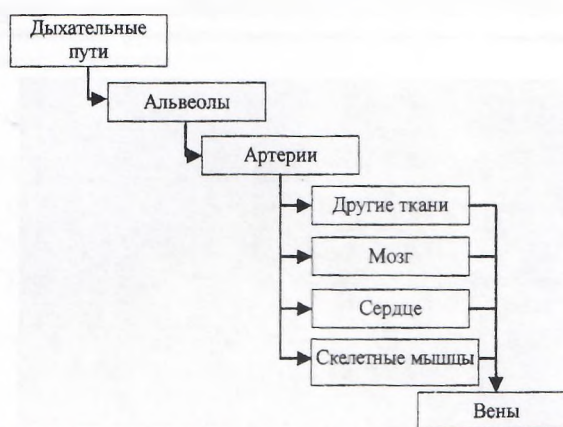 Дыхательные
пути
Альвеолы
Артерии
Другие ткани
Мозг
Сердце
Скелетные мышцы
Вены